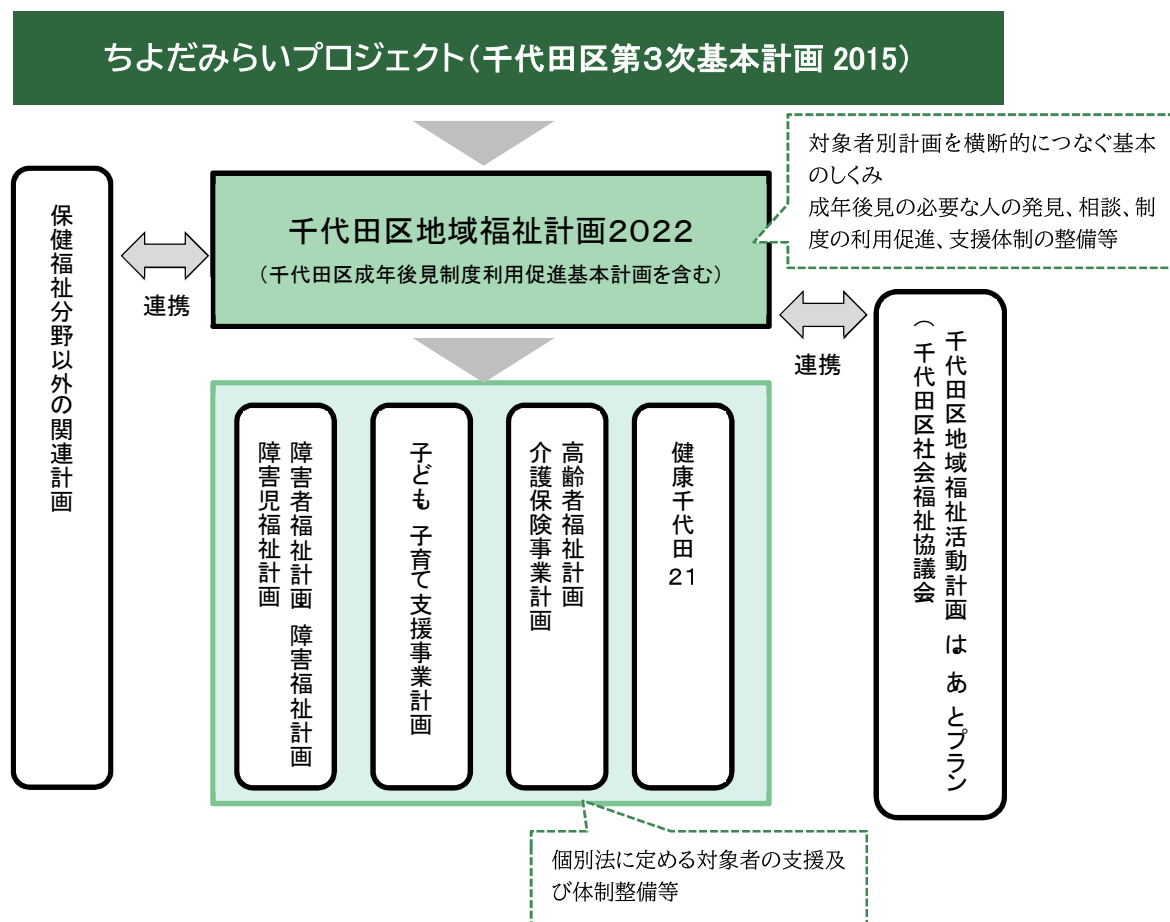 ちよだみらいプロジェクト(千代田区第3次基本計画 2015)
対象者別計画を横断的につなぐ基本
のしくみ
成年後見の必要な人の発見、相談、制
度の利用促進、支援体制の整備等
千代田区地域福祉計画2022
(千代田区成年後見制度利用促進基本計画を含む)
保健福祉分野以外の関連計画
連携
連携
千代田区地域福祉活動計画 は あとプラン
(千代田区社会福祉協議会
障害者福祉計画 障害福祉計画
障害児福祉計画
子ども 子育て支援事業計画
高齢者福祉計画
介護保険事業計画
健康千代田21
個別法に定める対象者の支援及
び体制整備等